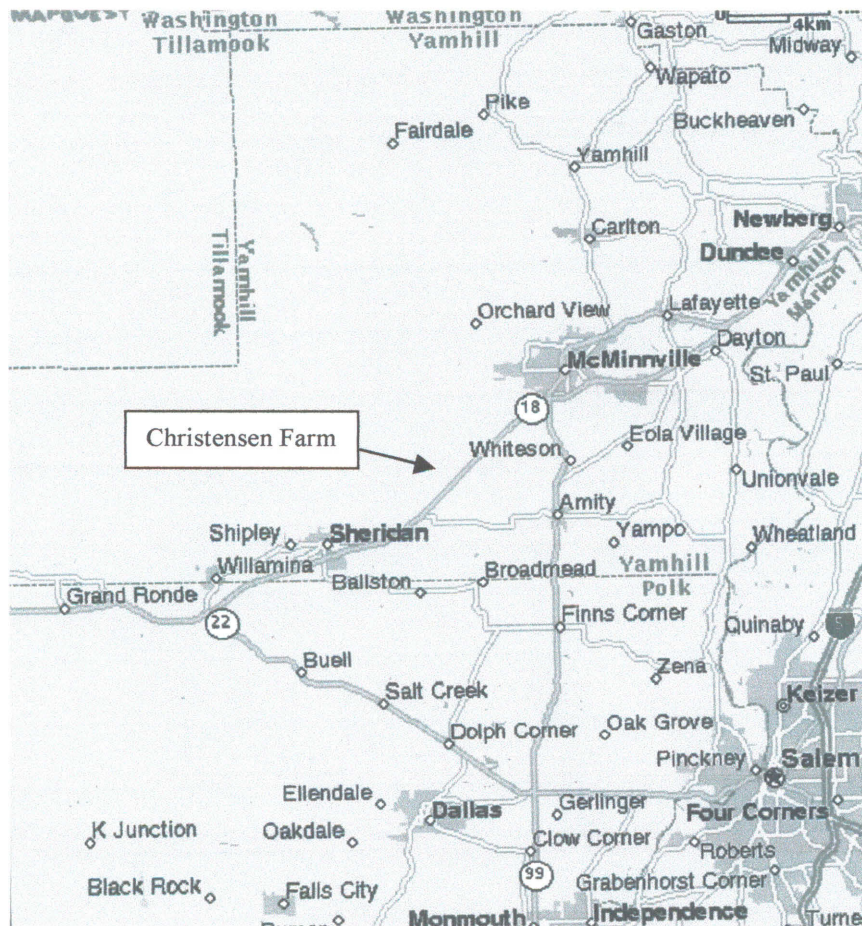 MAPQUEST
Washington
Tillamook
Washington
Yamhill
4km
Gaston
Midway
Wapato
Pike
Fairdale
Buckheaven
Yamhill
Carlton
Newberg
Dundee
Tillamook
Yamhill
Yamhill
Marion
Orchard View
Lafayette
Dayton
McMinnville
St. Paul
18
Christensen Farm
Whiteson
Eola Village
Unionvale
Amity
Shipley
Sheridan
Yampo
Wheatland
Willamina
Ballston
Broadmead
Yamhill
Polk
Grand Ronde
22
Finns Corner
Quinaby
5
Buell
Zena
Keizer
Salt Creek
Dolph Corner
Oak Grove
Pinckney
Salem
Ellendale
Dallas
Gerlinger
Four Corners
K Junction
Oakdale
Clow Corner
Roberts
Black Rock
Falls City
99
Grabenhorst Corner
Monmouth
Independence
Turne